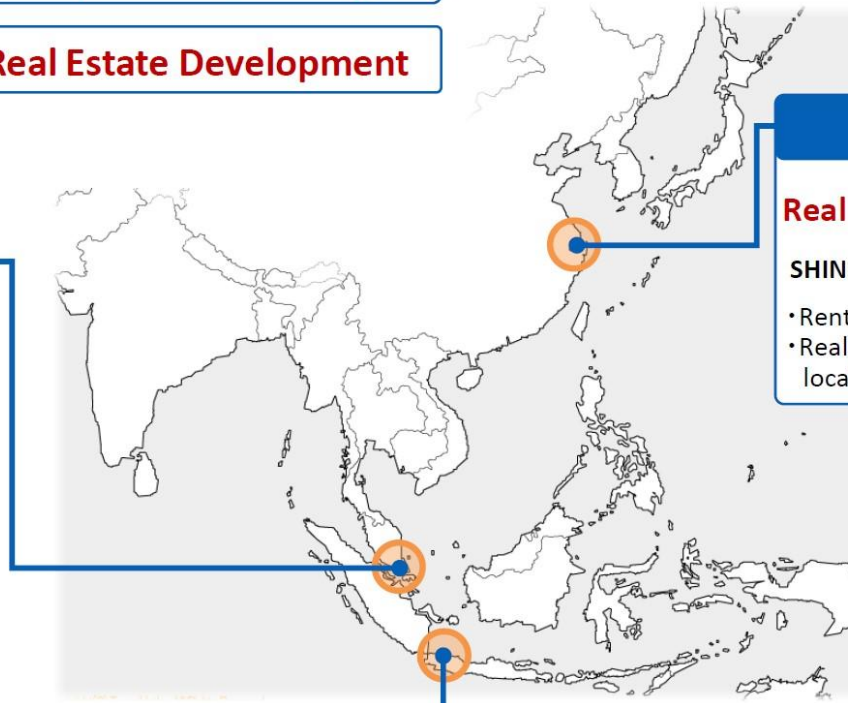 Real Estate Development
Real
SHIN
・Rent
・Real
loca